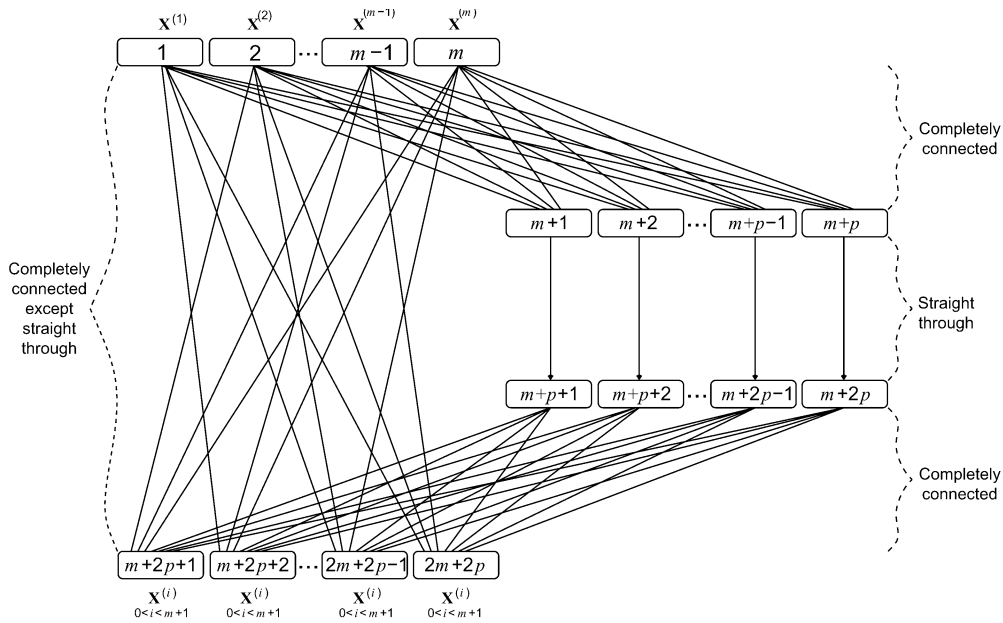 X^(1) X^(2) X^(m−1) X^(m)
1 2 ⋯ m−1 m
Completely
connected
m+1 m+2 ⋯ m+p−1 m+p
Completely
connected
except
straight
through
Straight
through
m+p+1 m+p+2 ⋯ m+2p−1 m+2p
Completely
connected
m+2p+1 m+2p+2 ⋯ 2m+2p−1 2m+2p
X^(i) X^(i) X^(i) X^(i)
0<i<m+1 0<i<m+1 0<i<m+1 0<i<m+1